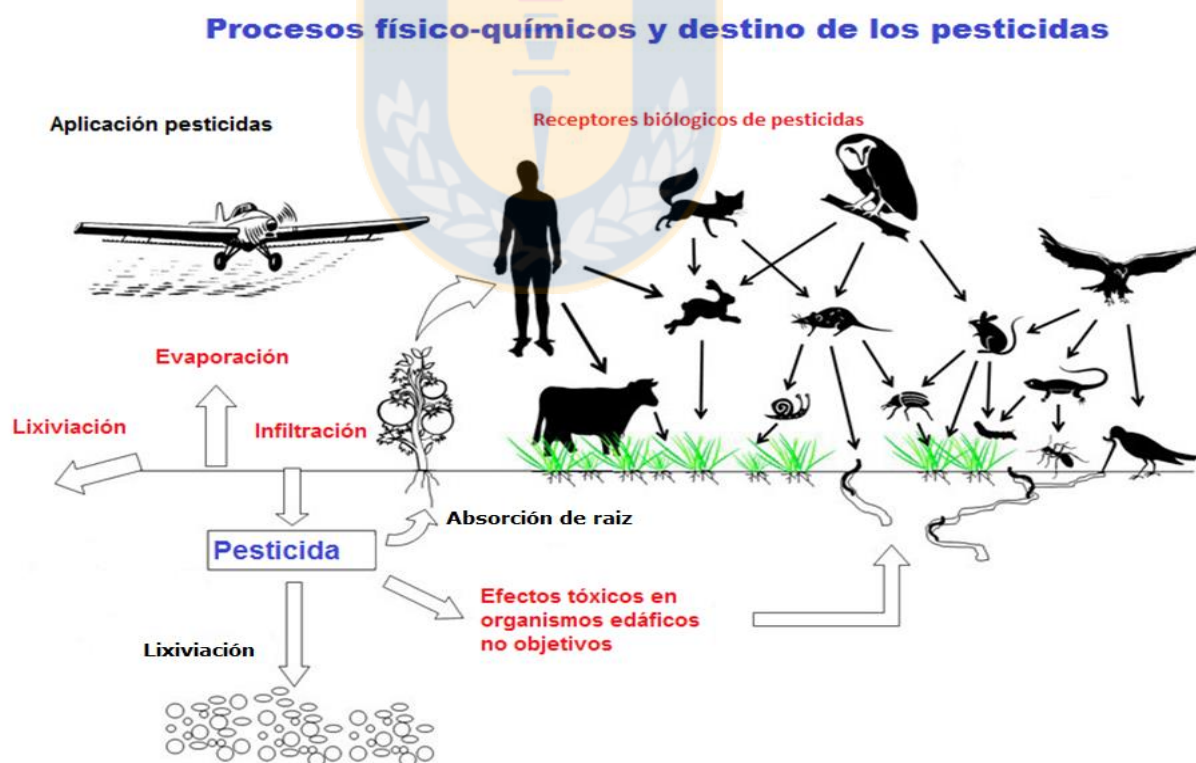 Procesos físico-químicos y destino de los pesticidas
Aplicación pesticidas
Receptores biológicos de pesticidas
Evaporación
Lixiviación
Infiltración
Absorción de raiz
Pesticida
Efectos tóxicos en
organismos edáficos
no objetivos
Lixiviación